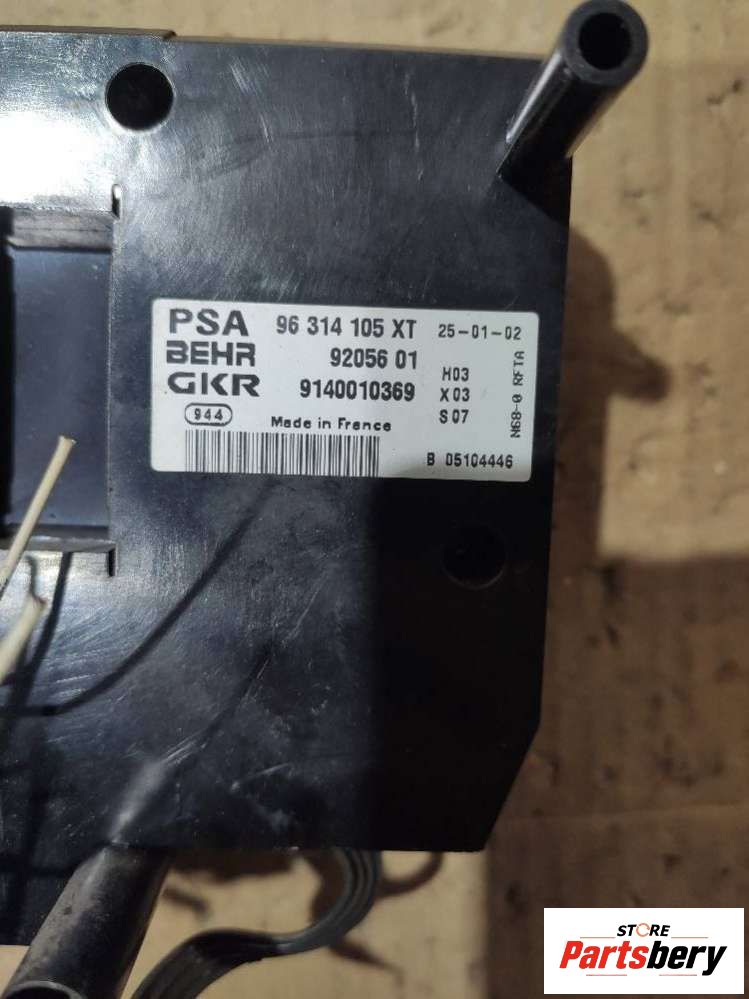 PSA 96 314 105 XT 25-01-02
BEHR 92056 01 H03
GKR 9140010369 X03
944 Made in France S07
B 05104446
N68-0 RFTA
STORE
Partsbery